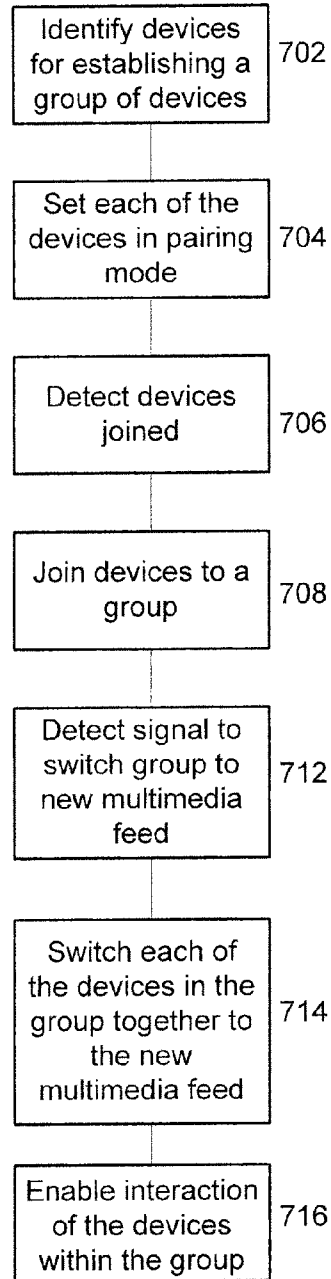 Identify devices
for establishing a
group of devices
702
Set each of the
devices in pairing
mode
704
Detect devices
joined
706
Join devices to a
group
708
Detect signal to
switch group to
new multimedia
feed
712
Switch each of
the devices in the
group together to
the new
multimedia feed
714
Enable interaction
of the devices
within the group
716